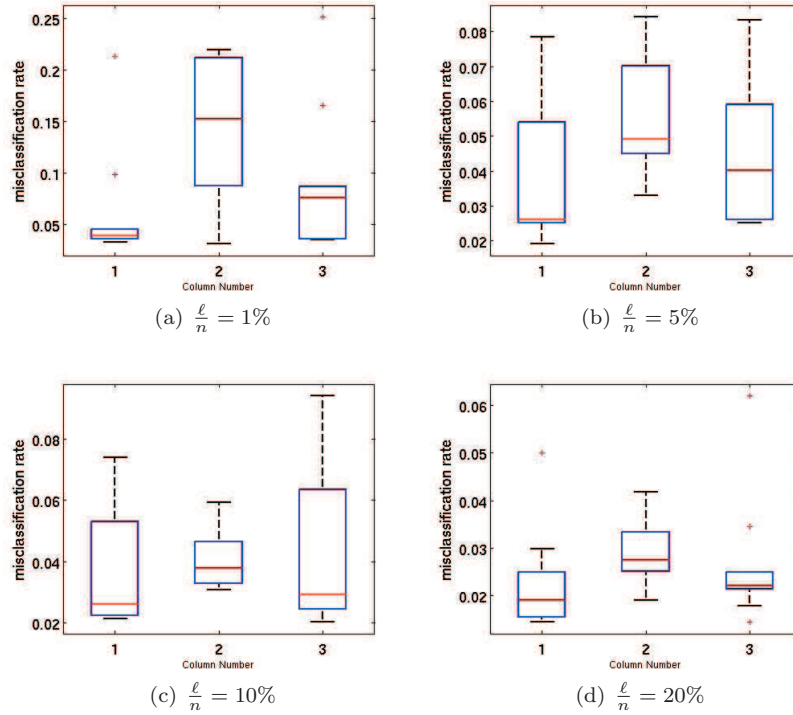 misclassification rate
0.25
0.2
0.15
0.1
0.05
1 2 3
Column Number
(a) ℓ/n = 1%
misclassification rate
0.08
0.07
0.06
0.05
0.04
0.03
0.02
1 2 3
Column Number
(b) ℓ/n = 5%
misclassification rate
0.08
0.06
0.04
0.02
1 2 3
Column Number
(c) ℓ/n = 10%
misclassification rate
0.06
0.05
0.04
0.03
0.02
1 2 3
Column Number
(d) ℓ/n = 20%